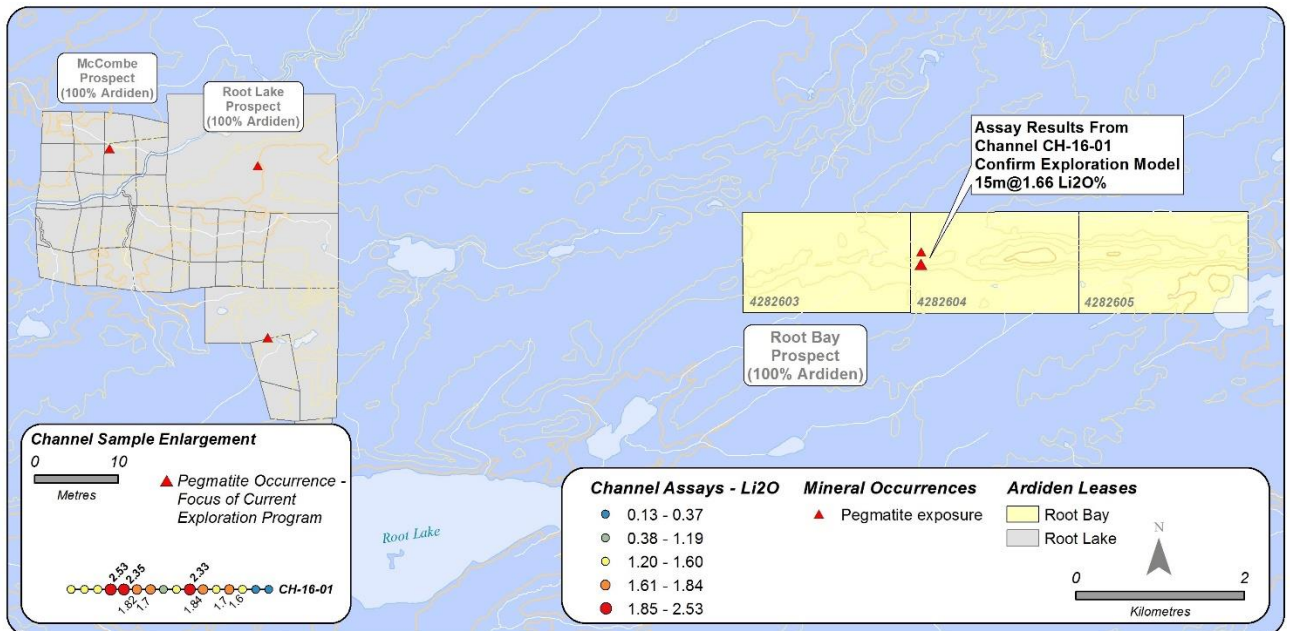 McCombe
Prospect
(100% Ardiden)
Root Lake
Prospect
(100% Ardiden)
Assay Results From
Channel CH-16-01
Confirm Exploration Model
15m@1.66 Li2O%
4282603
4282604
4282605
Root Bay
Prospect
(100% Ardiden)
Root Lake
Channel Sample Enlargement
0 10
Metres
Pegmatite Occurrence -
Focus of Current
Exploration Program
2.53
2.35
2.33
1.82
1.7
1.84
1.7
1.6
CH-16-01
Channel Assays - Li2O
0.13 - 0.37
0.38 - 1.19
1.20 - 1.60
1.61 - 1.84
1.85 - 2.53
Mineral Occurrences
Pegmatite exposure
Ardiden Leases
Root Bay
Root Lake
N
0 2
Kilometres